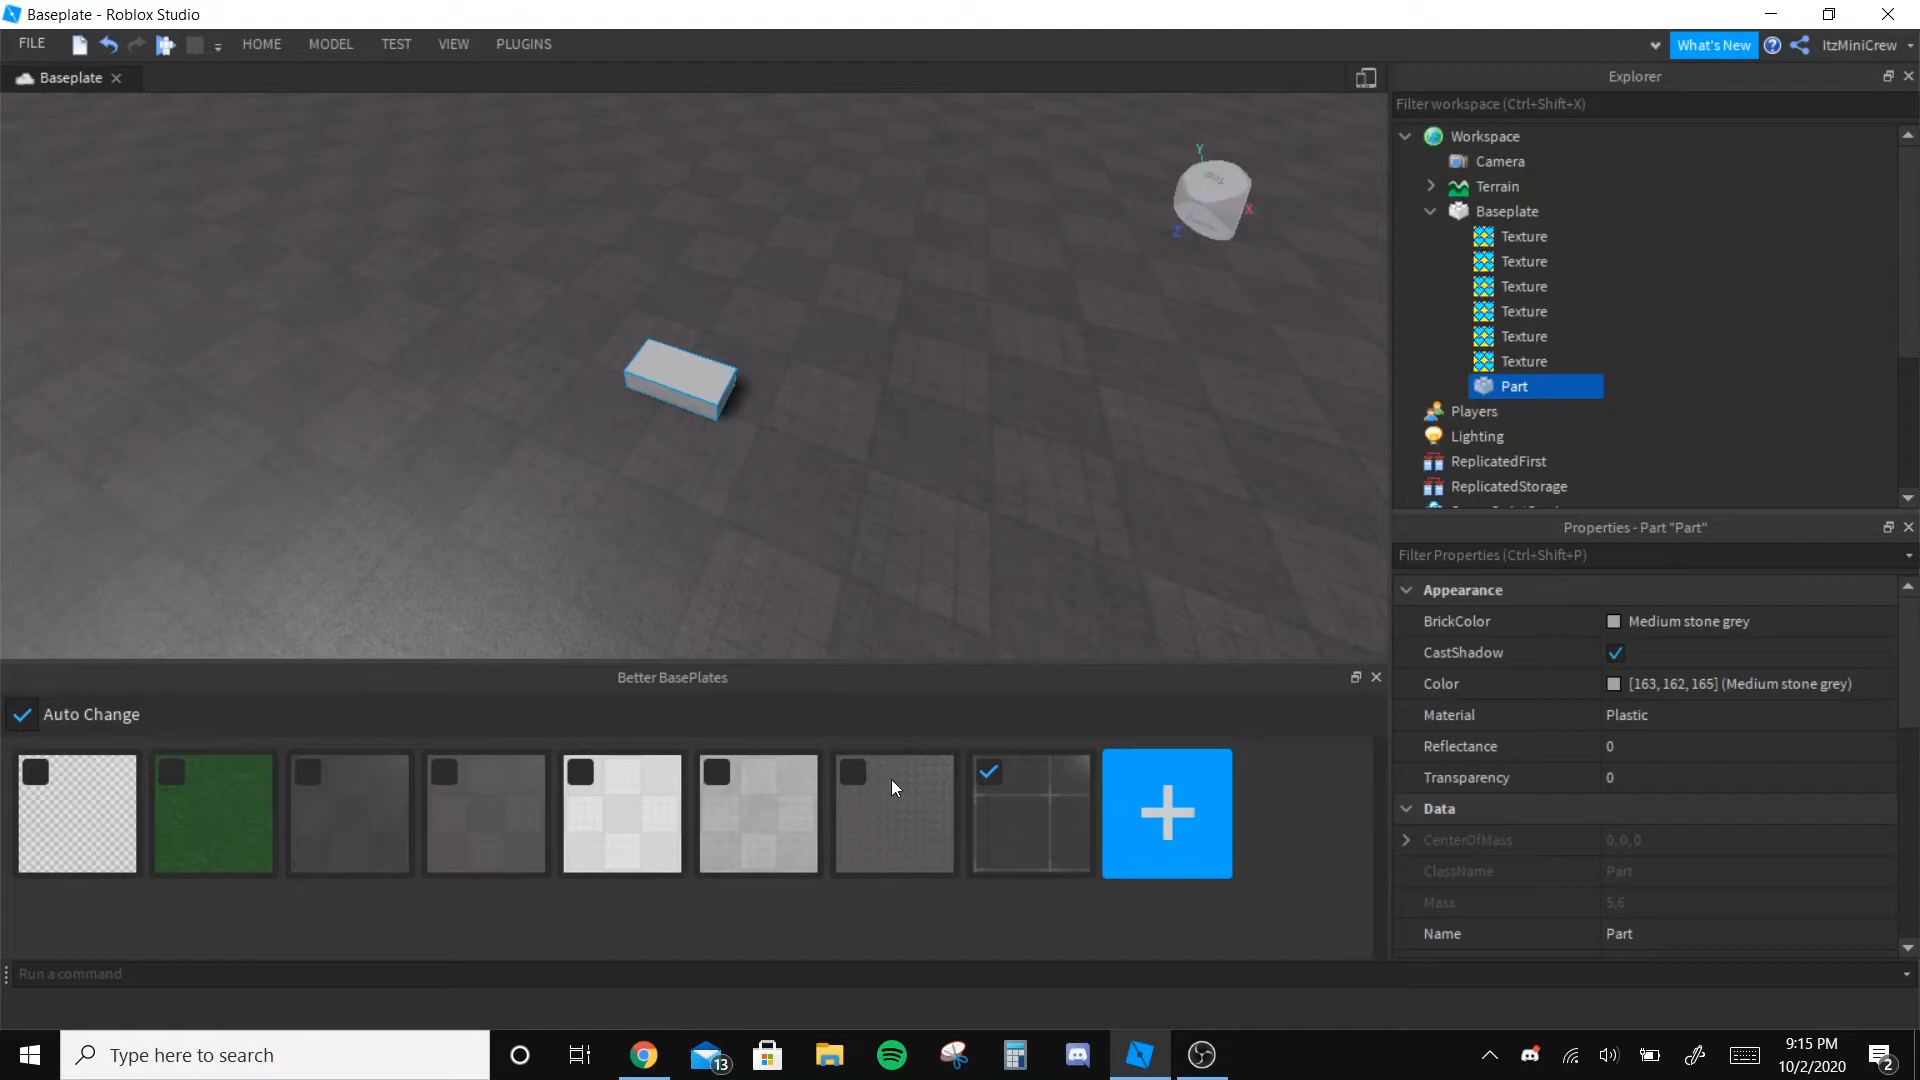 Baseplate - Roblox Studio
FILE
HOME
MODEL
TEST
VIEW
PLUGINS
What's New
ItzMiniCrew
Baseplate
Y
Top
X
Z
Explorer
Filter workspace (Ctrl+Shift+X)
Workspace
Camera
Terrain
Baseplate
Texture
Texture
Texture
Texture
Texture
Texture
Part
Players
Lighting
ReplicatedFirst
ReplicatedStorage
Properties - Part "Part"
Filter Properties (Ctrl+Shift+P)
Appearance
BrickColor Medium stone grey
CastShadow
Color [163, 162, 165] (Medium stone grey)
Material Plastic
Reflectance 0
Transparency 0
Data
CenterOfMass 0, 0, 0
ClassName Part
Mass 5.6
Name Part
Better BasePlates
Auto Change
Run a command
Type here to search
13
9:15 PM
10/2/2020
2